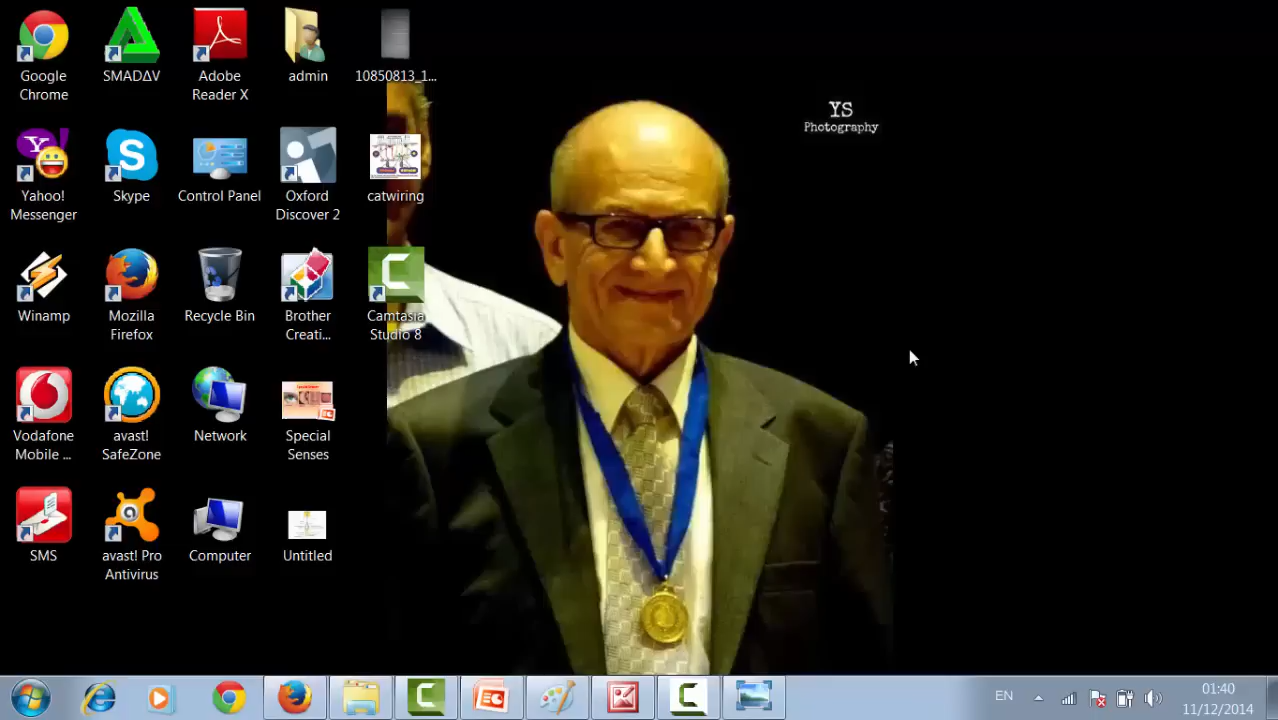 Google
Chrome
SMADΔV
Adobe
Reader X
admin
10850813_1...
YS
Photography
Yahoo!
Messenger
Skype
Control Panel
Oxford
Discover 2
catwiring
Winamp
Mozilla
Firefox
Recycle Bin
Brother
Creati...
Camtasia
Studio 8
Vodafone
Mobile ...
avast!
SafeZone
Network
Special
Senses
SMS
avast! Pro
Antivirus
Computer
Untitled
EN
01:40
11/12/2014